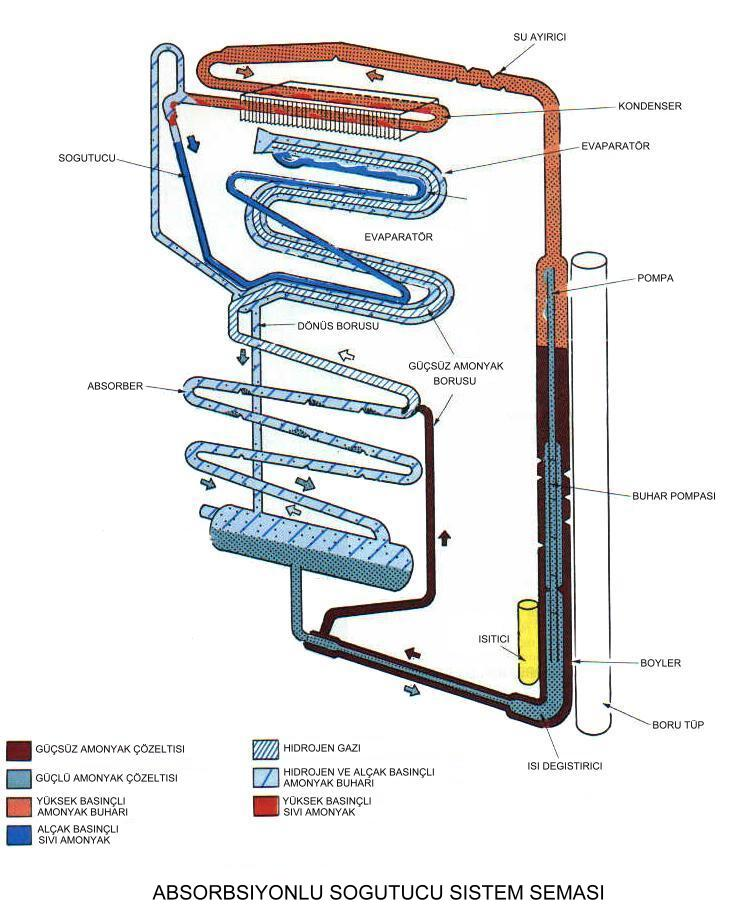 SU AYIRICI
KONDENSER
EVAPARATÖR
SOGUTUCU
EVAPARATÖR
POMPA
DÖNÜS BORUSU
GÜÇSÜZ AMONYAK
BORUSU
ABSORBER
BUHAR POMPASI
ISITICI
BOYLER
BORU TÜP
ISI DEGISTIRICI
GÜÇSÜZ AMONYAK ÇÖZELTISI
GÜÇLÜ AMONYAK ÇÖZELTISI
YÜKSEK BASINÇLI
AMONYAK BUHARI
ALÇAK BASINÇLI
SIVI AMONYAK
HIDROJEN GAZI
HIDROJEN VE ALÇAK BASINÇLI
AMONYAK BUHARI
YÜKSEK BASINÇLI
SIVI AMONYAK
ABSORBSIYONLU SOGUTUCU SISTEM SEMASI